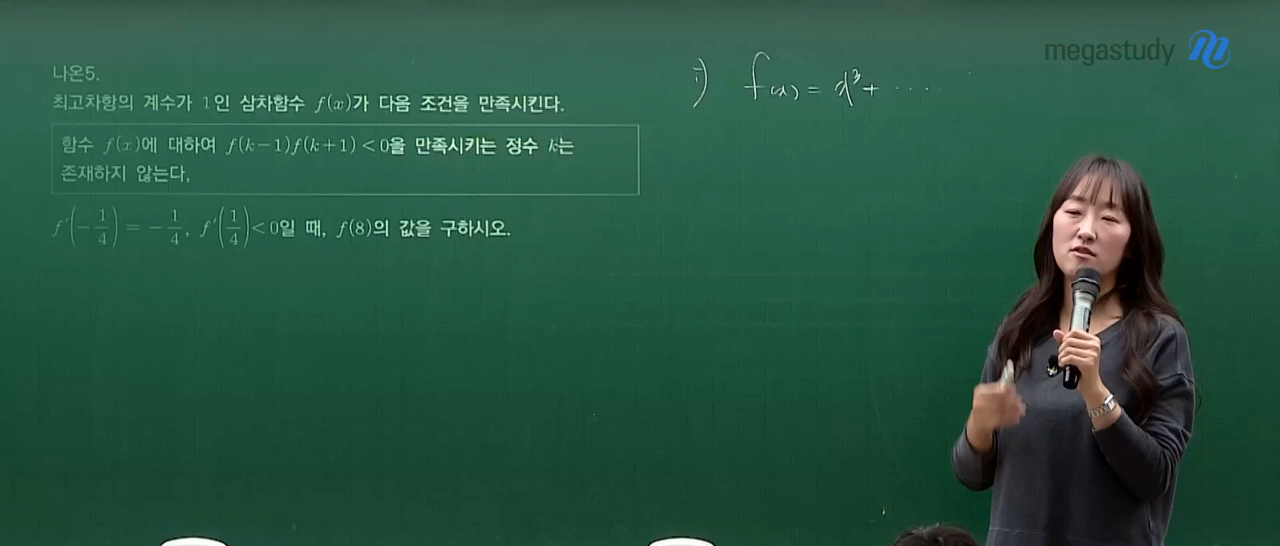 megastudy
나온5.
최고차항의 계수가 1인 삼차함수 f(x)가 다음 조건을 만족시킨다.
함수 f(x)에 대하여 f(k-1)f(k+1)<0을 만족시키는 정수 k는
존재하지 않는다,
f'(-1/4)=-1/4, f'(1/4)<0일 때, f(8)의 값을 구하시오.
i) f(x)=x³+ ····